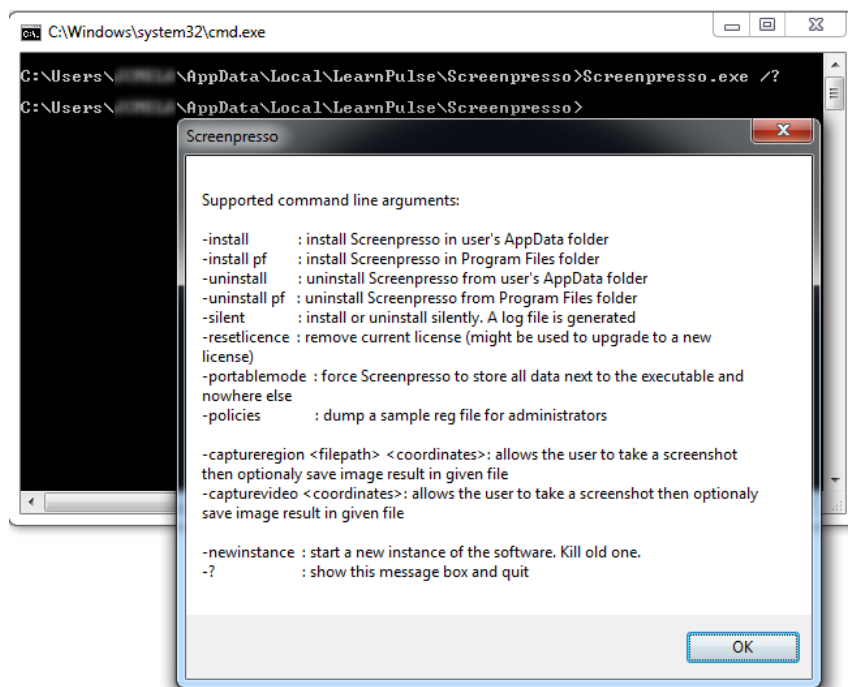 C:\Windows\system32\cmd.exe
C:\Users\ \AppData\Local\LearnPulse\Screenpresso>Screenpresso.exe /?
C:\Users\ \AppData\Local\LearnPulse\Screenpresso>
Screenpresso
Supported command line arguments:
-install : install Screenpresso in user's AppData folder
-install pf : install Screenpresso in Program Files folder
-uninstall : uninstall Screenpresso from user's AppData folder
-uninstall pf : uninstall Screenpresso from Program Files folder
-silent : install or uninstall silently. A log file is generated
-resetlicence : remove current license (might be used to upgrade to a new
license)
-portablemode : force Screenpresso to store all data next to the executable and
nowhere else
-policies : dump a sample reg file for administrators
-captureregion <filepath> <coordinates>: allows the user to take a screenshot
then optionaly save image result in given file
-capturevideo <coordinates>: allows the user to take a screenshot then optionaly
save image result in given file
-newinstance : start a new instance of the software. Kill old one.
-? : show this message box and quit
OK